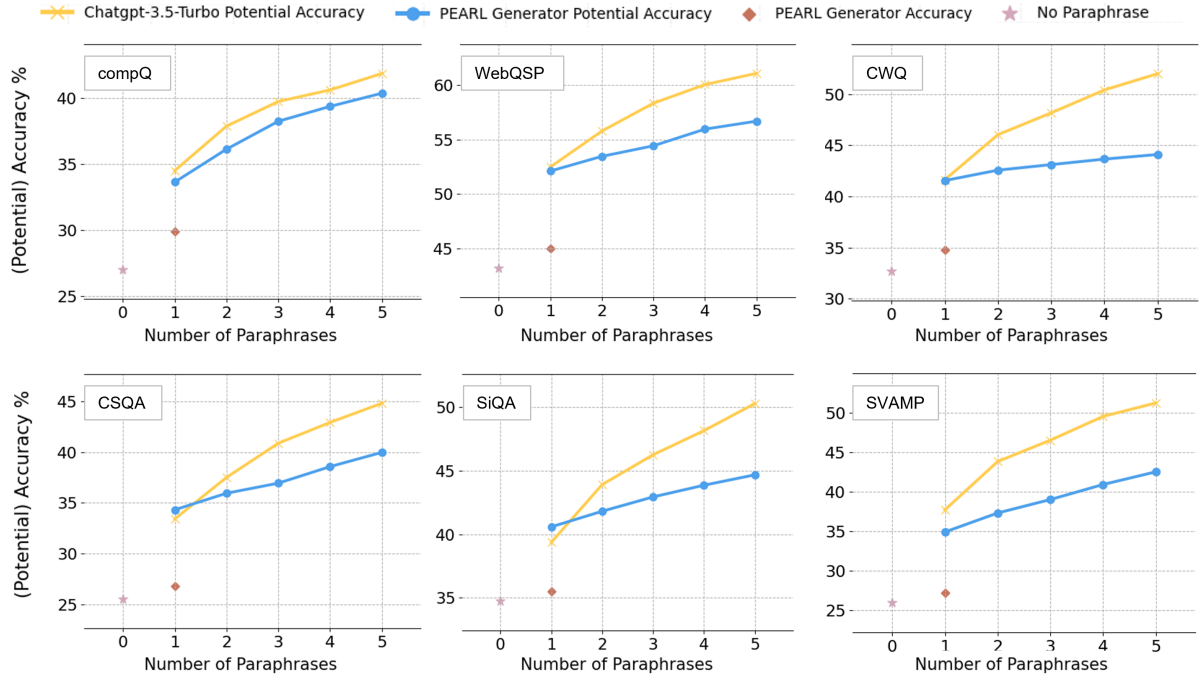 Chatgpt-3.5-Turbo Potential Accuracy PEARL Generator Potential Accuracy PEARL Generator Accuracy No Paraphrase
compQ
WebQSP
CWQ
(Potential) Accuracy %
40
35
30
25
0 1 2 3 4 5
Number of Paraphrases
60
55
50
45
0 1 2 3 4 5
Number of Paraphrases
50
45
40
35
30
0 1 2 3 4 5
Number of Paraphrases
CSQA
SiQA
SVAMP
(Potential) Accuracy %
45
40
35
30
25
0 1 2 3 4 5
Number of Paraphrases
50
45
40
35
0 1 2 3 4 5
Number of Paraphrases
50
45
40
35
30
25
0 1 2 3 4 5
Number of Paraphrases